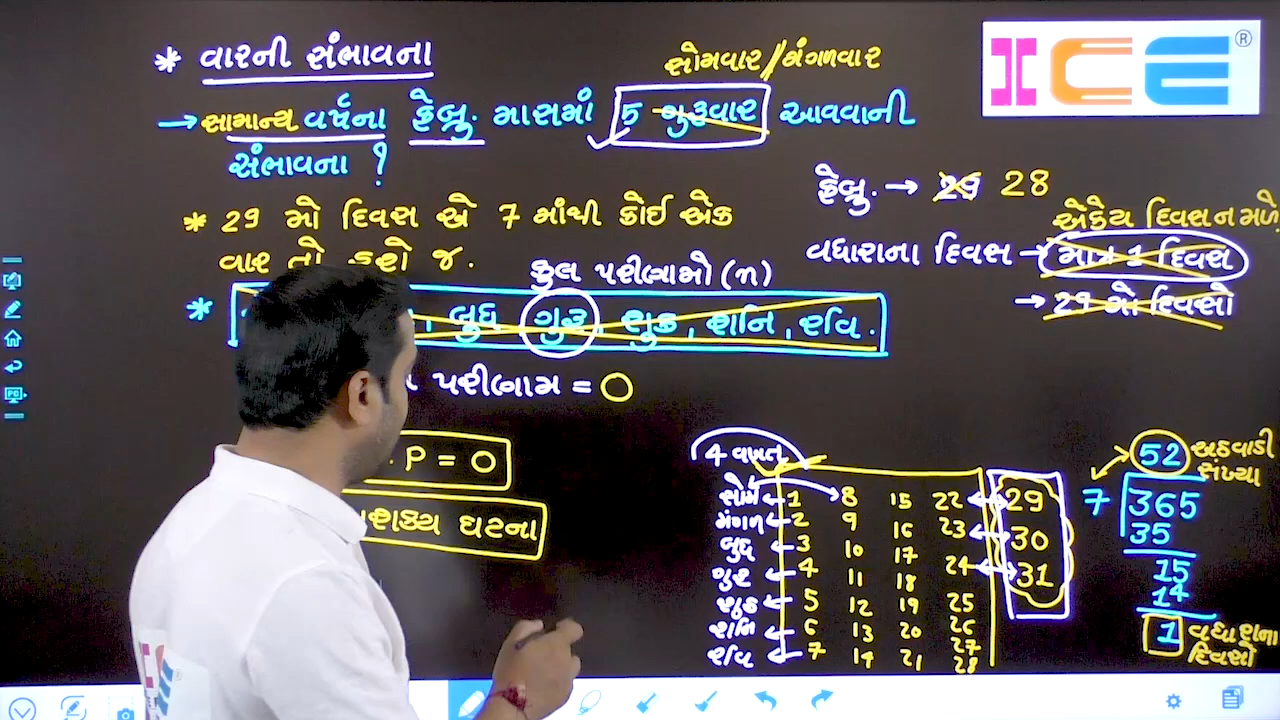 * વારની સંભાવના
સોમવાર//મંગળવાર
ICE ®
→ સામાન્ય વર્ષના ફેબ્રુ. માસમાં 5 ગુરૂવાર આવવાની
સંભાવના ?
ફેબ્રુ. → 29 28
* 29 મો દિવસ એ 7 માંથી કોઈ એક
એકેય દિવસ ન મળે
વાર તો હશે જ.
વધારાના દિવસ → માત્ર 1 દિવસ
કુલ પરીણામો (n)
→ 29 મો દિવસો
* , બુધ ગુરૂ શુક્ર, શનિ, રવિ.
પરીણામ = 0
P = 0
અશક્ય ઘટના
4 વખત
સોમ ← 1 8 15 22 ↔ 29
મંગળ ← 2 9 16 23 ↔ 30
બુધ ← 3 10 17 24 ↔ 31
ગુરૂ ← 4 11 18
શુક્ર ← 5 12 19 25
શનિ ← 6 13 20 26
રવિ ← 7 14 21 27
28
52 અઠવાડી
સંખ્યા
7 365
35
15
14
1 વધારાના
દિવસો